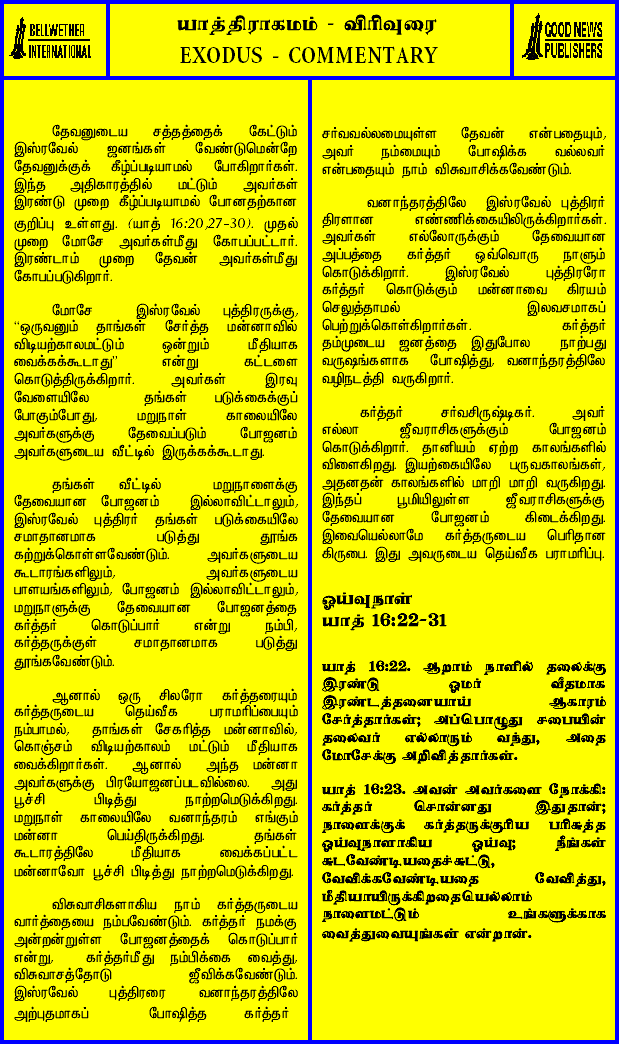 BELLWETHER
INTERNATIONAL
யாத்திராகமம் - விரிவுரை
EXODUS - COMMENTARY
GOOD NEWS
PUBLISHERS
தேவனுடைய சத்தத்தைக் கேட்டும்
இஸ்ரவேல் ஜனங்கள் வேண்டுமென்றே
தேவனுக்குக் கீழ்ப்படியாமல் போகிறார்கள்.
இந்த அதிகாரத்தில் மட்டும் அவர்கள்
இரண்டு முறை கீழ்ப்படியாமல் போனதற்கான
குறிப்பு உள்ளது. (யாத் 16:20,27-30). முதல்
முறை மோசே அவர்கள்மீது கோபப்பட்டார்.
இரண்டாம் முறை தேவன் அவர்கள்மீது
கோபப்படுகிறார்.
மோசே இஸ்ரவேல் புத்திரருக்கு,
“ஒருவனும் தாங்கள் சேர்த்த மன்னாவில்
விடியற்காலமட்டும் ஒன்றும் மீதியாக
வைக்கக்கூடாது” என்று கட்டளை
கொடுத்திருக்கிறார். அவர்கள் இரவு
வேளையிலே தங்கள் படுக்கைக்குப்
போகும்போது, மறுநாள் காலையிலே
அவர்களுக்கு தேவைப்படும் போஜனம்
அவர்களுடைய வீட்டில் இருக்கக்கூடாது.
தங்கள் வீட்டில் மறுநாளைக்கு
தேவையான போஜனம் இல்லாவிட்டாலும்,
இஸ்ரவேல் புத்திரர் தங்கள் படுக்கையிலே
சமாதானமாக படுத்து தூங்க
கற்றுக்கொள்ளவேண்டும். அவர்களுடைய
கூடாரங்களிலும், அவர்களுடைய
பாளயங்களிலும், போஜனம் இல்லாவிட்டாலும்,
மறுநாளுக்கு தேவையான போஜனத்தை
கர்த்தர் கொடுப்பார் என்று நம்பி,
கர்த்தருக்குள் சமாதானமாக படுத்து
தூங்கவேண்டும்.
ஆனால் ஒரு சிலரோ கர்த்தரையும்
கர்த்தருடைய தெய்வீக பராமரிப்பையும்
நம்பாமல், தாங்கள் சேகரித்த மன்னாவில்,
கொஞ்சம் விடியற்காலம் மட்டும் மீதியாக
வைக்கிறார்கள். ஆனால் அந்த மன்னா
அவர்களுக்கு பிரயோஜனப்படவில்லை. அது
பூச்சி பிடித்து நாற்றமெடுக்கிறது.
மறுநாள் காலையிலே வனாந்தரம் எங்கும்
மன்னா பெய்திருக்கிறது. தங்கள்
கூடாரத்திலே மீதியாக வைக்கப்பட்ட
மன்னாவோ பூச்சி பிடித்து நாற்றமெடுக்கிறது.
விசுவாசிகளாகிய நாம் கர்த்தருடைய
வார்த்தையை நம்பவேண்டும். கர்த்தர் நமக்கு
அன்றன்றுள்ள போஜனத்தைக் கொடுப்பார்
என்று, கர்த்தர்மீது நம்பிக்கை வைத்து,
விசுவாசத்தோடு ஜீவிக்கவேண்டும்.
இஸ்ரவேல் புத்திரரை வனாந்தரத்திலே
அற்புதமாகப் போஷித்த கர்த்தர்
சர்வவல்லமையுள்ள தேவன் என்பதையும்,
அவர் நம்மையும் போஷிக்க வல்லவர்
என்பதையும் நாம் விசுவாசிக்கவேண்டும்.
வனாந்தரத்திலே இஸ்ரவேல் புத்திரர்
திரளான எண்ணிக்கையிலிருக்கிறார்கள்.
அவர்கள் எல்லோருக்கும் தேவையான
அப்பத்தை கர்த்தர் ஒவ்வொரு நாளும்
கொடுக்கிறார். இஸ்ரவேல் புத்திரரோ
கர்த்தர் கொடுக்கும் மன்னாவை கிரயம்
செலுத்தாமல் இலவசமாகப்
பெற்றுக்கொள்கிறார்கள். கர்த்தர்
தம்முடைய ஜனத்தை இதுபோல நாற்பது
வருஷங்களாக போஷித்து, வனாந்தரத்திலே
வழிநடத்தி வருகிறார்.
கர்த்தர் சர்வசிருஷ்டிகர். அவர்
எல்லா ஜீவராசிகளுக்கும் போஜனம்
கொடுக்கிறார். தானியம் ஏற்ற காலங்களில்
விளைகிறது. இயற்கையிலே பருவகாலங்கள்,
அதனதன் காலங்களில் மாறி மாறி வருகிறது.
இந்தப் பூமியிலுள்ள ஜீவராசிகளுக்கு
தேவையான போஜனம் கிடைக்கிறது.
இவையெல்லாமே கர்த்தருடைய பெரிதான
கிருபை. இது அவருடைய தெய்வீக பராமரிப்பு.
ஓய்வுநாள்
யாத் 16:22-31
யாத் 16:22. ஆறாம் நாளில் தலைக்கு
இரண்டு ஓமர் வீதமாக
இரண்டத்தனையாய் ஆகாரம்
சேர்த்தார்கள்; அப்பொழுது சபையின்
தலைவர் எல்லாரும் வந்து, அதை
மோசேக்கு அறிவித்தார்கள்.
யாத் 16:23. அவன் அவர்களை நோக்கி:
கர்த்தர் சொன்னது இதுதான்;
நாளைக்குக் கர்த்தருக்குரிய பரிசுத்த
ஓய்வுநாளாகிய ஓய்வு; நீங்கள்
சுடவேண்டியதைச்சுட்டு,
வேவிக்கவேண்டியதை வேவித்து,
மீதியாயிருக்கிறதையெல்லாம்
நாளைமட்டும் உங்களுக்காக
வைத்துவையுங்கள் என்றான்.